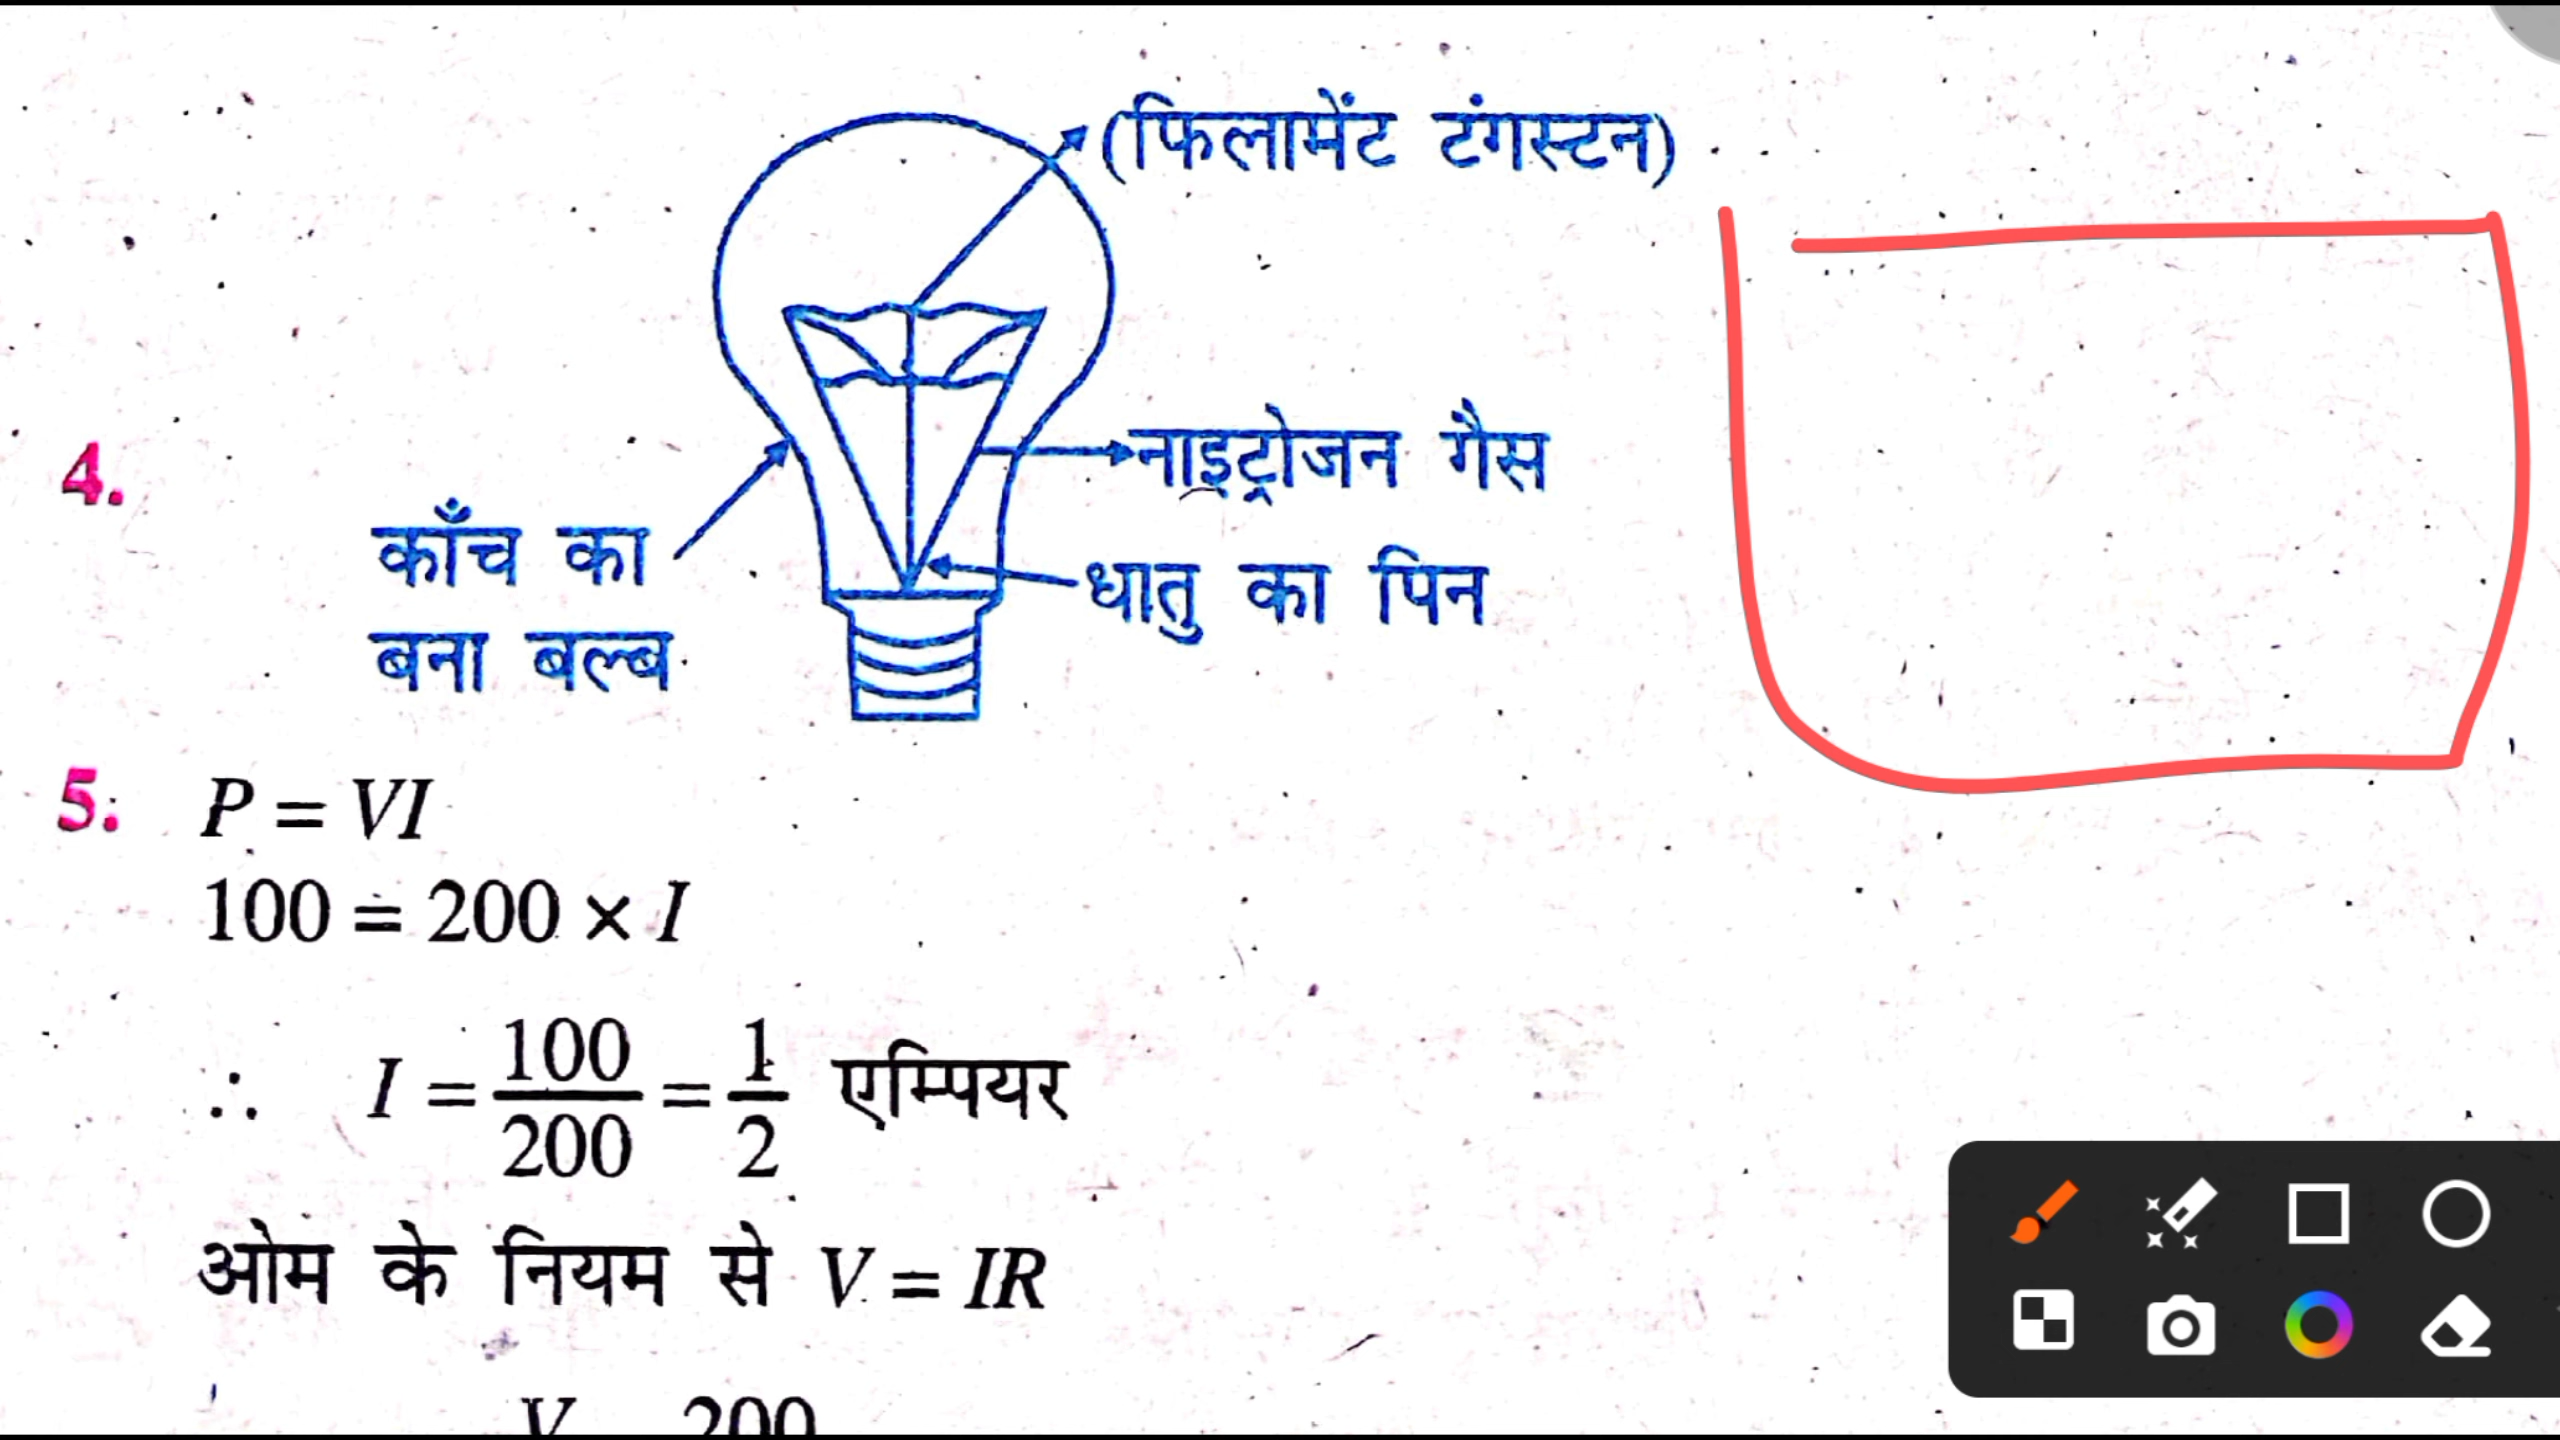 (फिलामेंट टंगस्टन)
4.
नाइट्रोजन गैस
काँच का
बना बल्ब
धातु का पिन
5. P = VI
100 = 200 × I
∴ I = 100/200 = 1/2 एम्पियर
ओम के नियम से V = IR
V 200